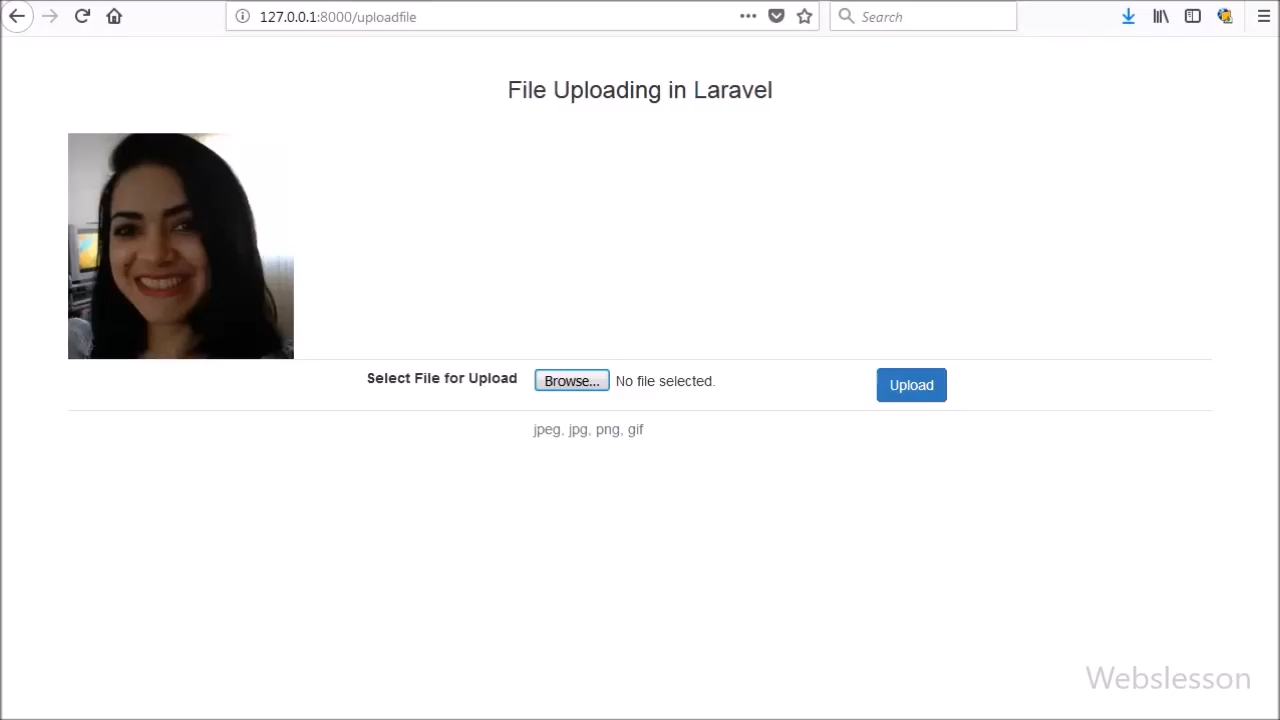 127.0.0.1:8000/uploadfile
Search
File Uploading in Laravel
Select File for Upload
Browse... No file selected.
Upload
jpeg, jpg, png, gif
Webslesson